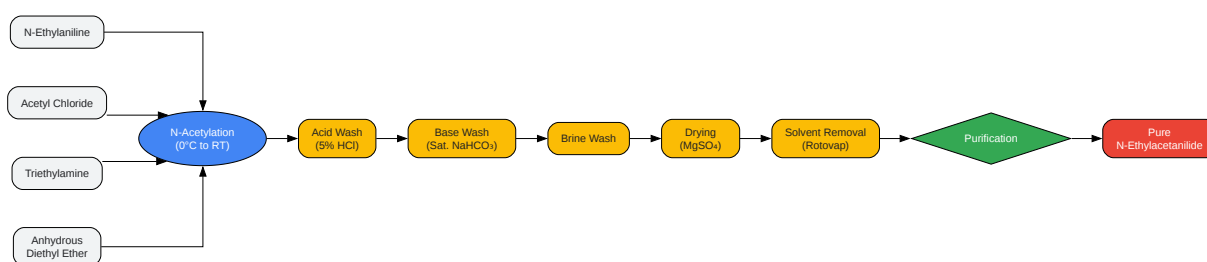 N-Ethylaniline
Acetyl Chloride
Triethylamine
Anhydrous
Diethyl Ether
N-Acetylation
(0°C to RT)
Acid Wash
(5% HCl)
Base Wash
(Sat. NaHCO₃)
Brine Wash
Drying
(MgSO₄)
Solvent Removal
(Rotovap)
Purification
Pure
N-Ethylacetanilide